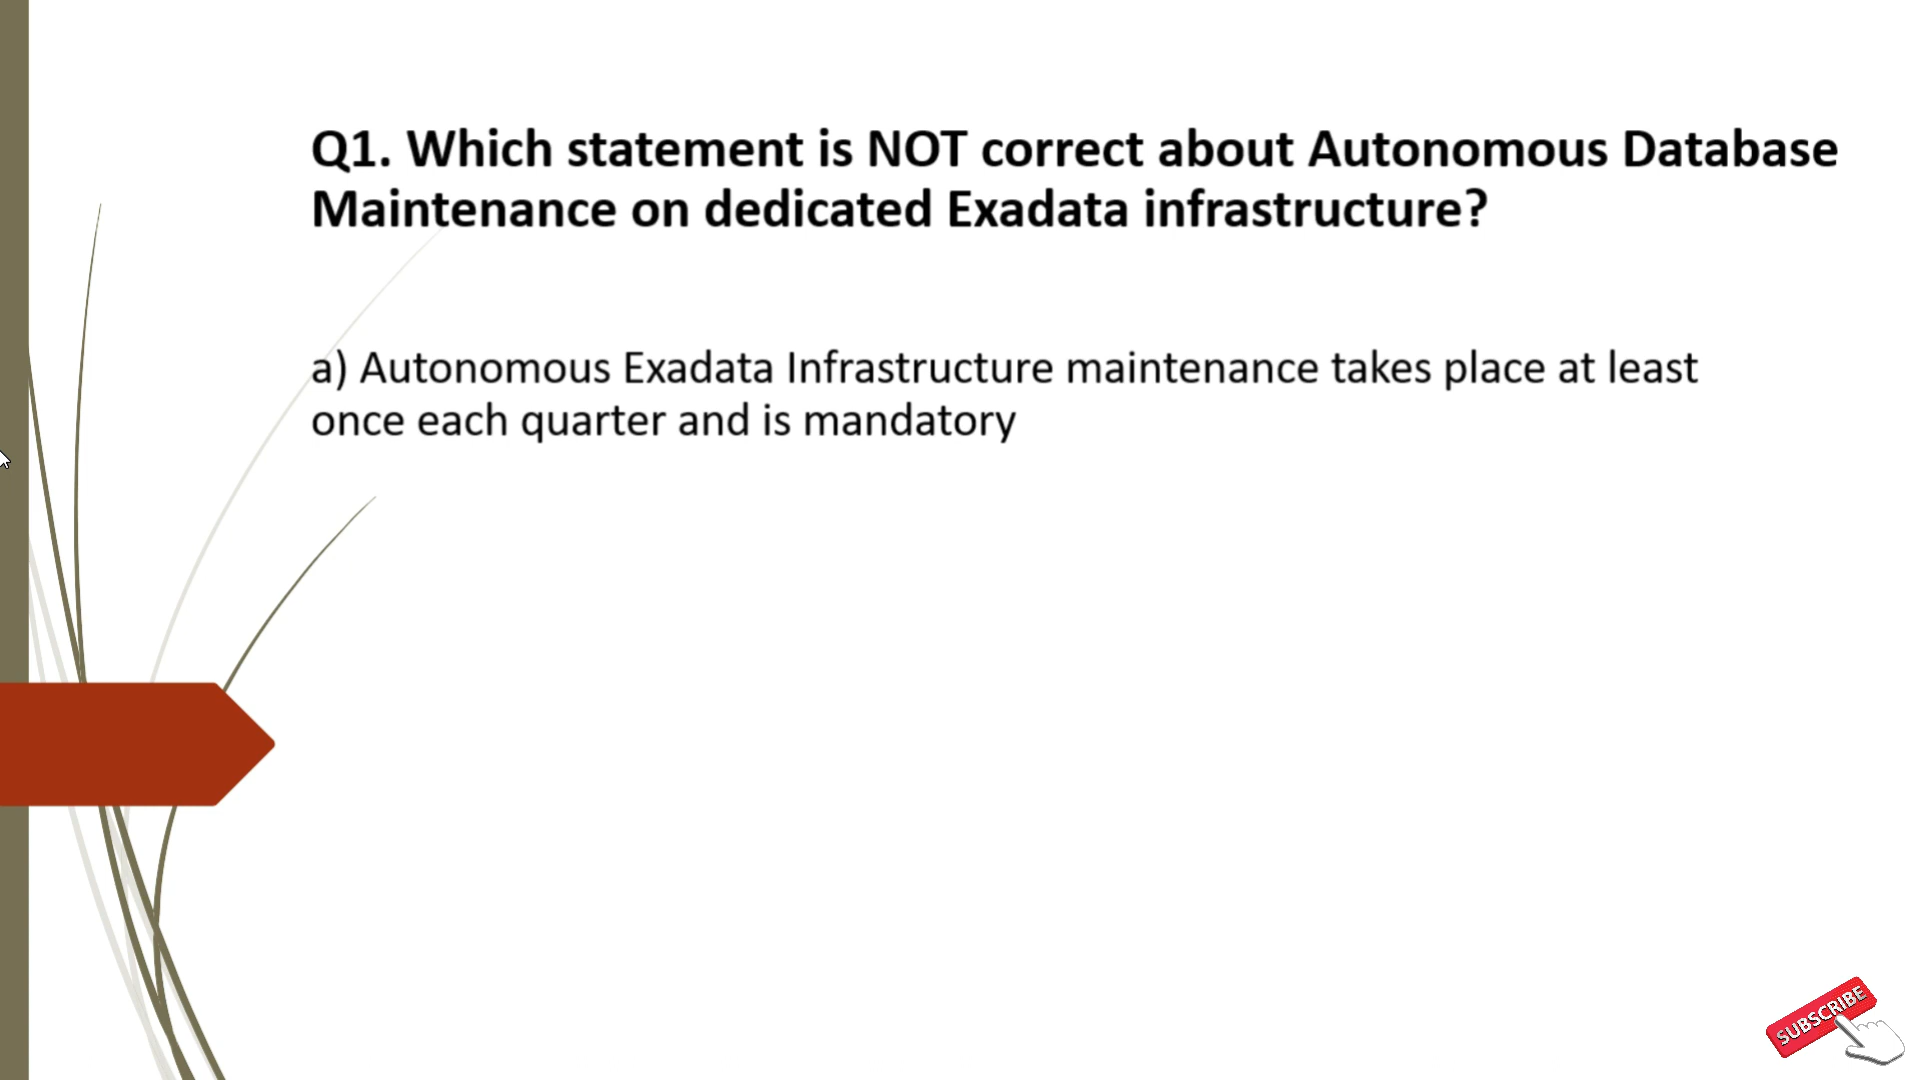 Q1. Which statement is NOT correct about Autonomous Database
Maintenance on dedicated Exadata infrastructure?
a) Autonomous Exadata Infrastructure maintenance takes place at least
once each quarter and is mandatory
SUBSCRIBE